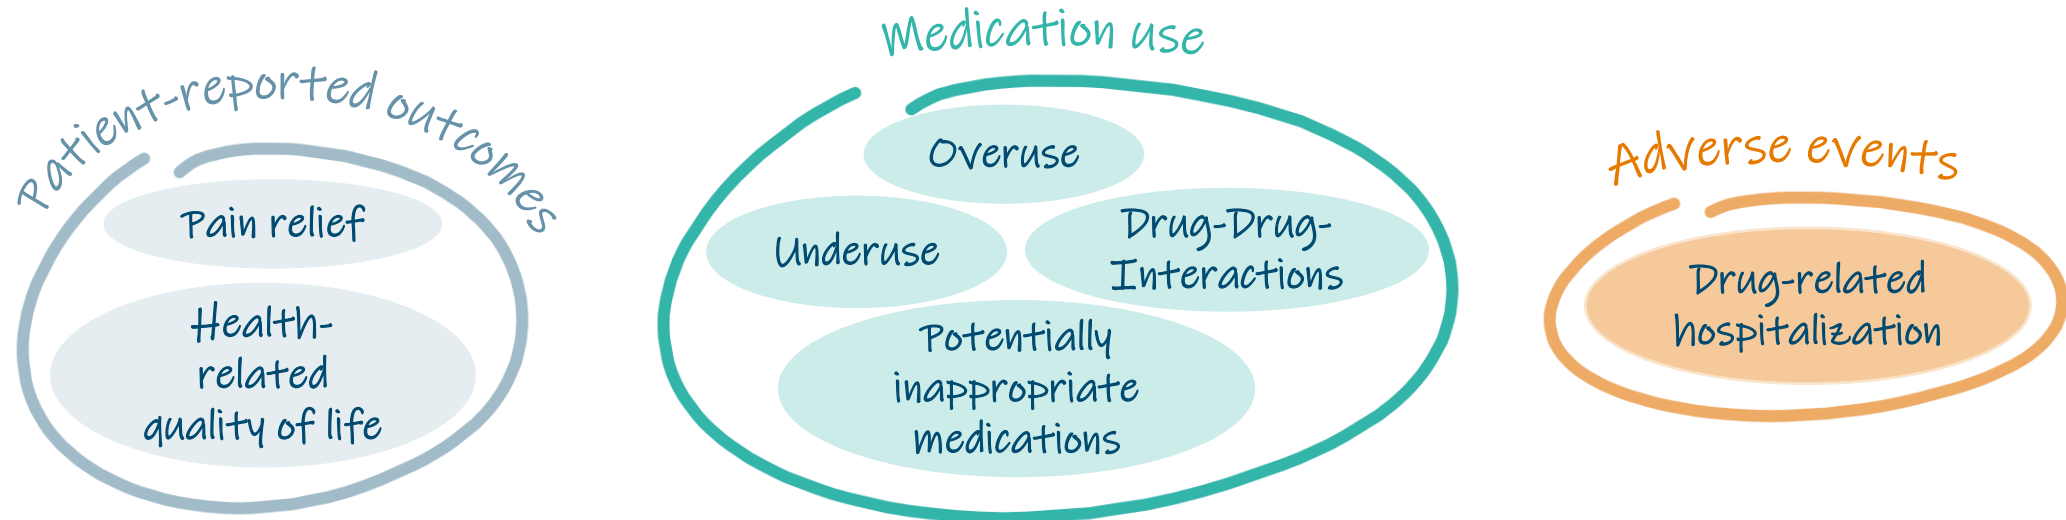 Patient-reported outcomes
Pain relief
Health-
related
quality of life
Medication use
Overuse
Underuse
Drug-Drug-
Interactions
Potentially
inappropriate
medications
Adverse events
Drug-related
hospitalization